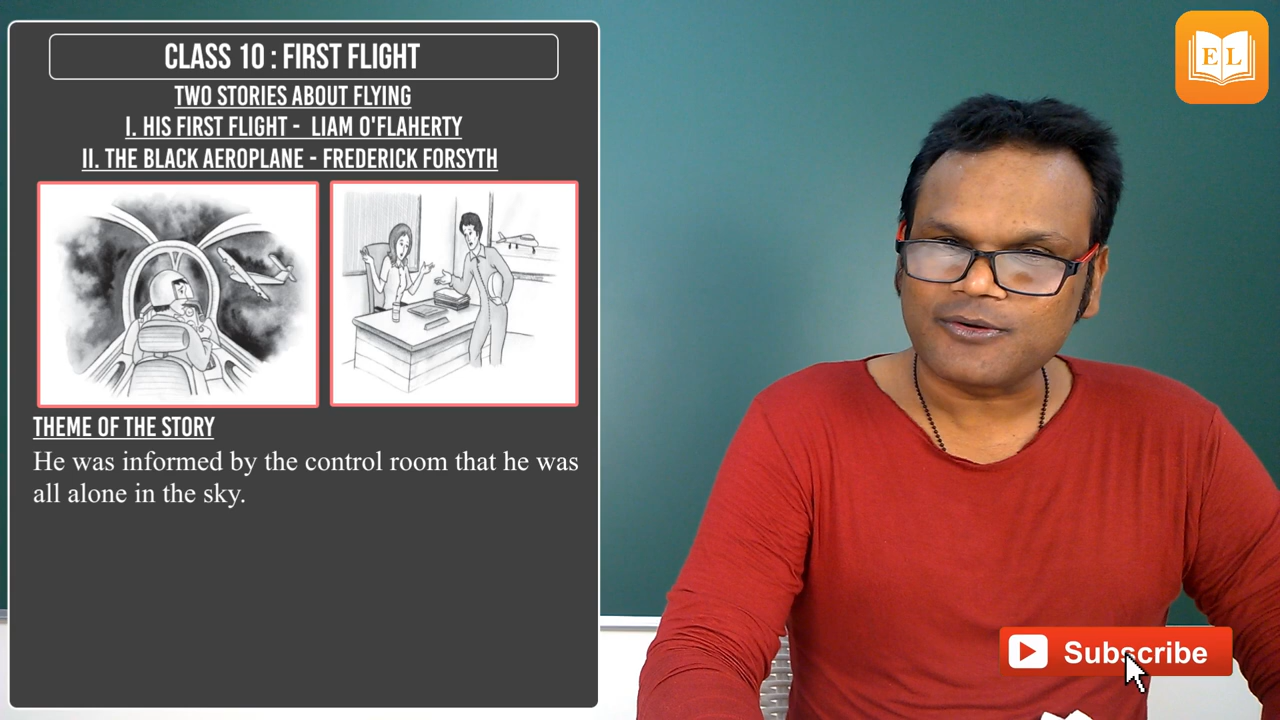 CLASS 10 : FIRST FLIGHT
TWO STORIES ABOUT FLYING
I. HIS FIRST FLIGHT - LIAM O'FLAHERTY
II. THE BLACK AEROPLANE - FREDERICK FORSYTH
THEME OF THE STORY
He was informed by the control room that he was
all alone in the sky.
E L
Subscribe